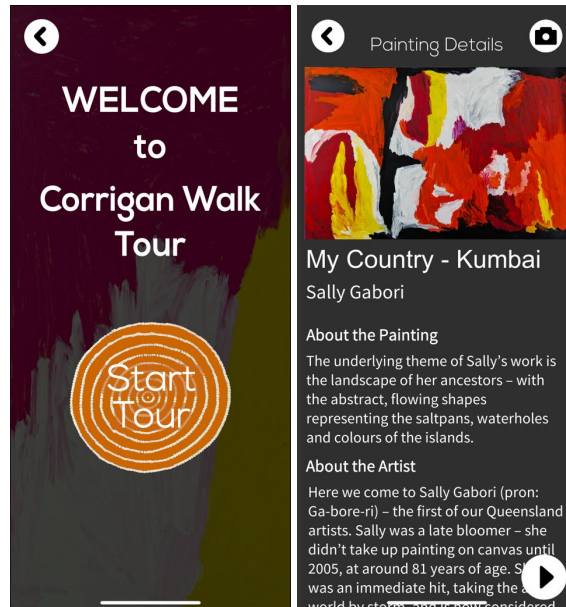 WELCOME
to
Corrigan Walk
Tour
Start
Tour
Painting Details
My Country - Kumbai
Sally Gabori
About the Painting
The underlying theme of Sally's work is
the landscape of her ancestors – with
the abstract, flowing shapes
representing the saltpans, waterholes
and colours of the islands.
About the Artist
Here we come to Sally Gabori (pron:
Ga-bore-ri) – the first of our Queensland
artists. Sally was a late bloomer – she
didn't take up painting on canvas until
2005, at around 81 years of age.
was an immediate hit, taking the
world by storm, and is now considered